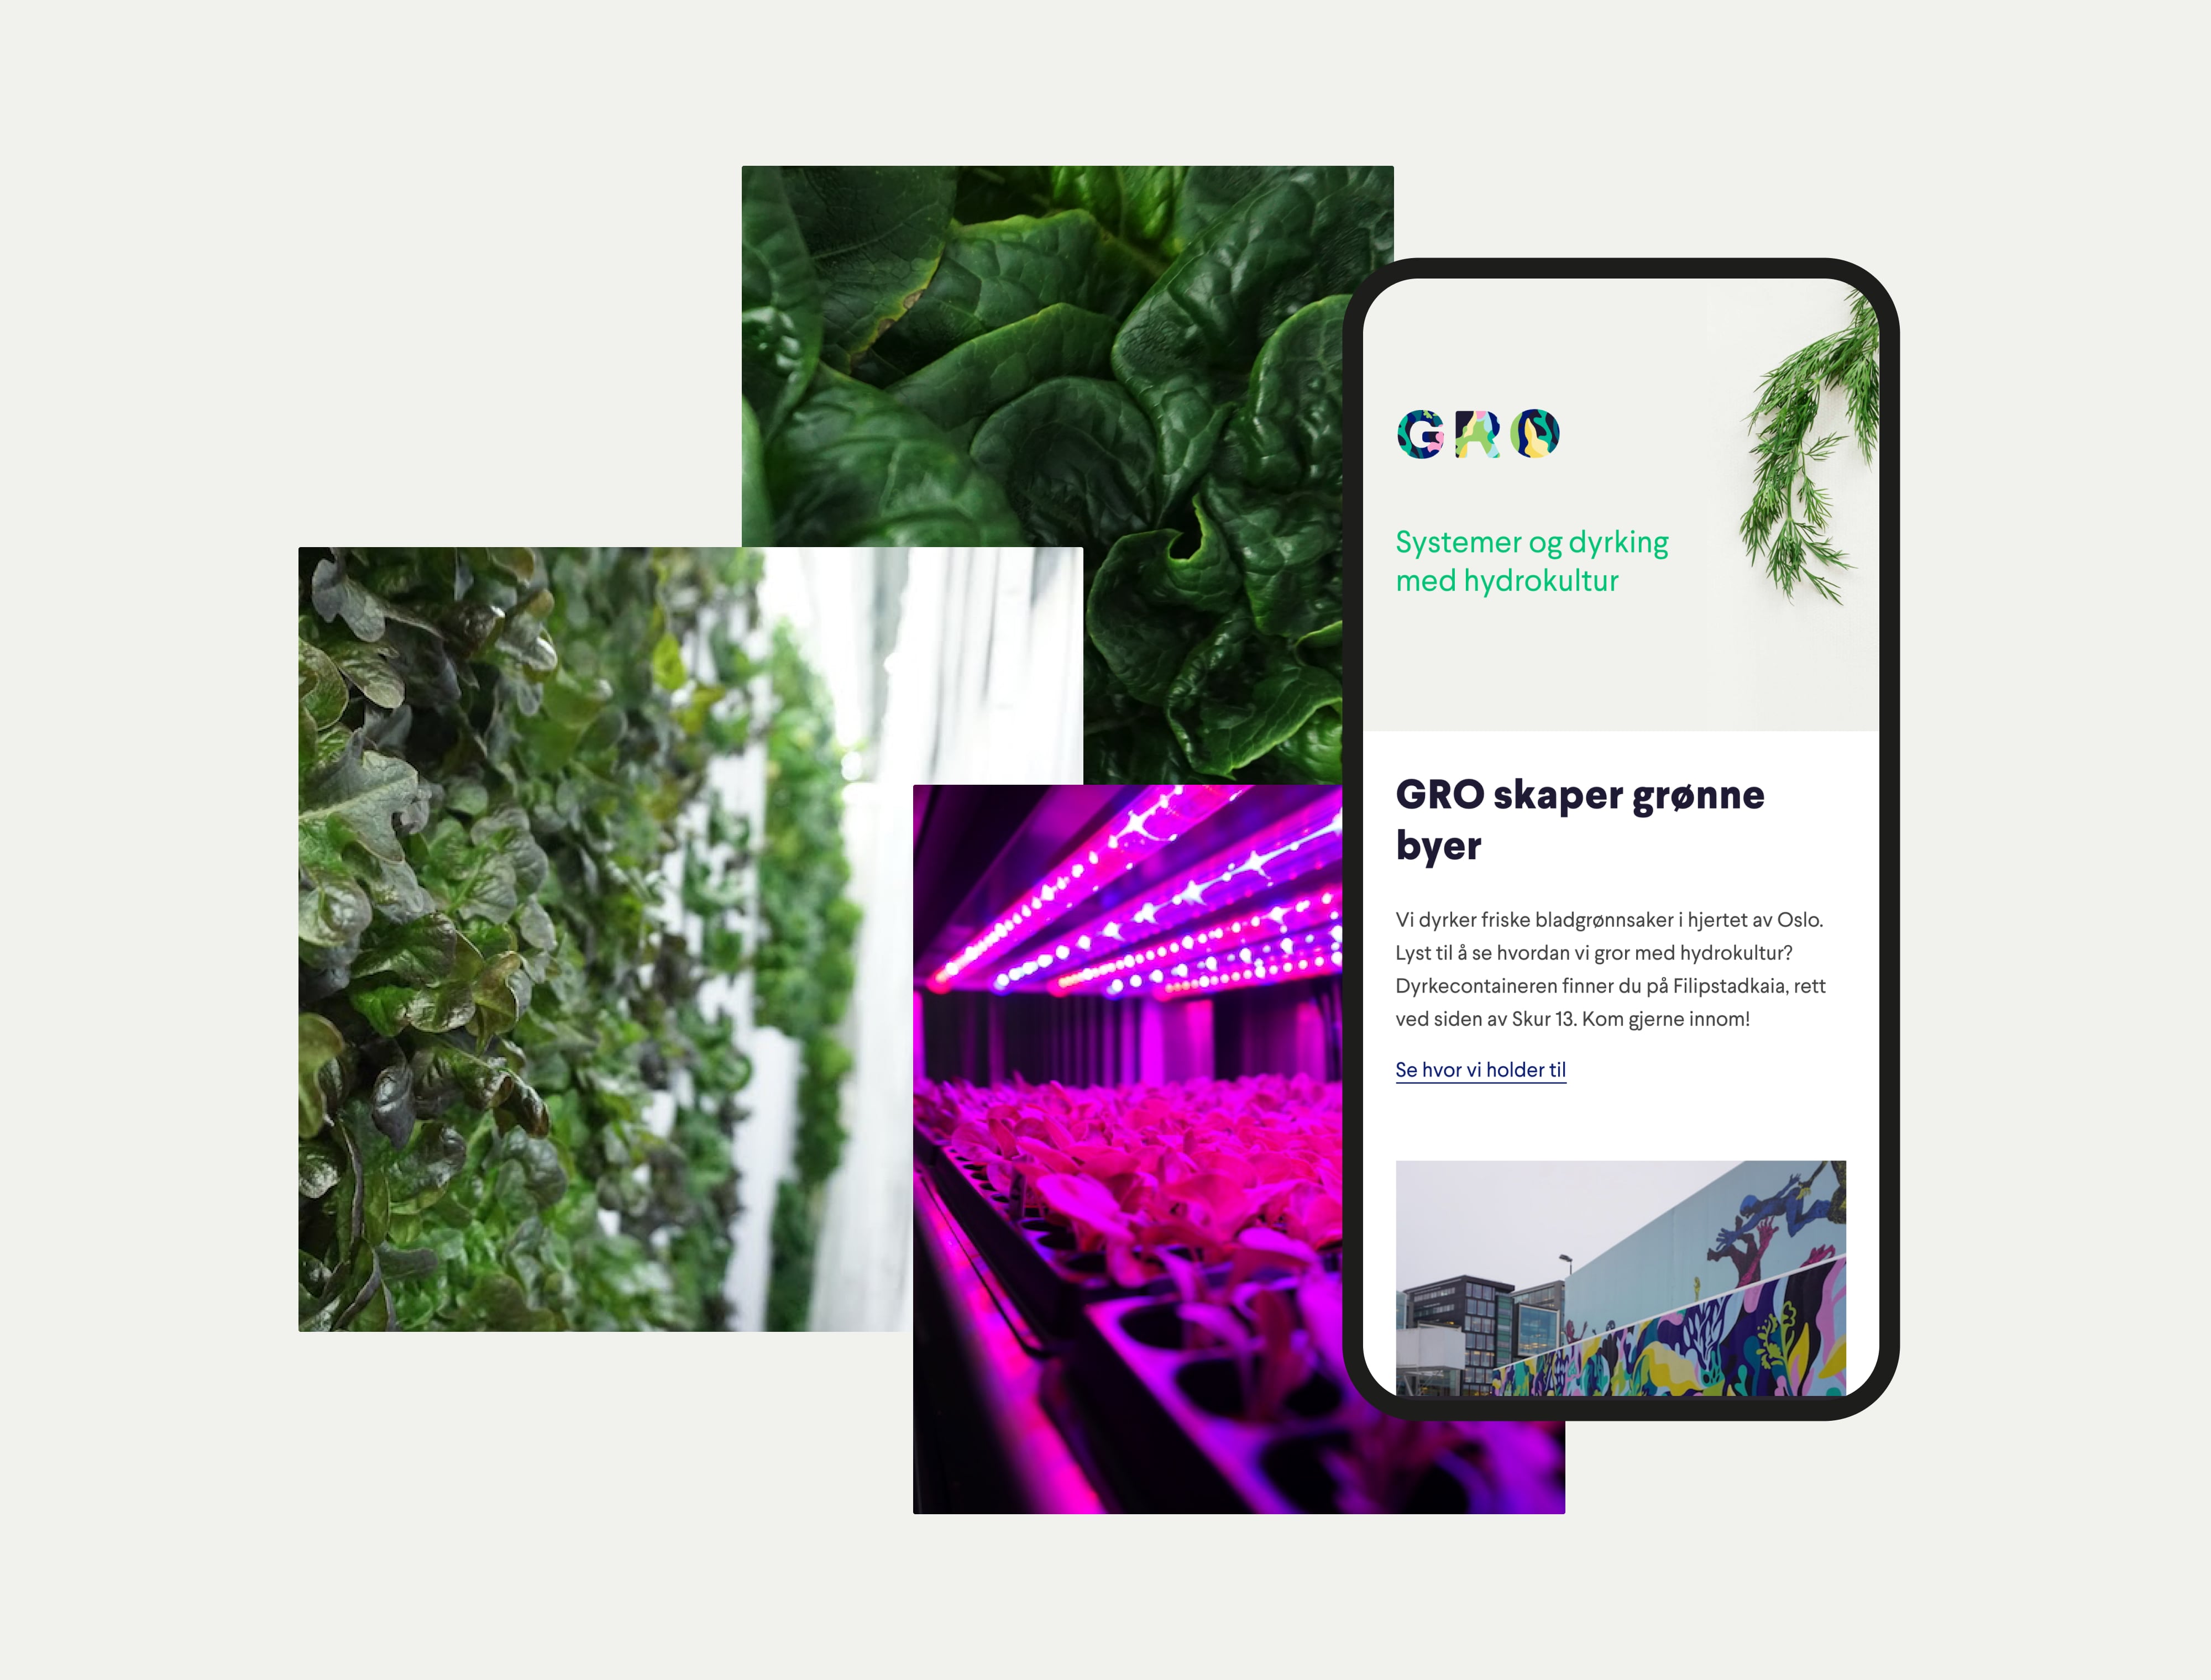 GRO
Systemer og dyrking
med hydrokultur
GRO skaper grønne
byer
Vi dyrker friske bladgrønnsaker i hjertet av Oslo.
Lyst til å se hvordan vi gror med hydrokultur?
Dyrkecontaineren finner du på Filipstadkaia, rett
ved siden av Skur 13. Kom gjerne innom!
Se hvor vi holder til